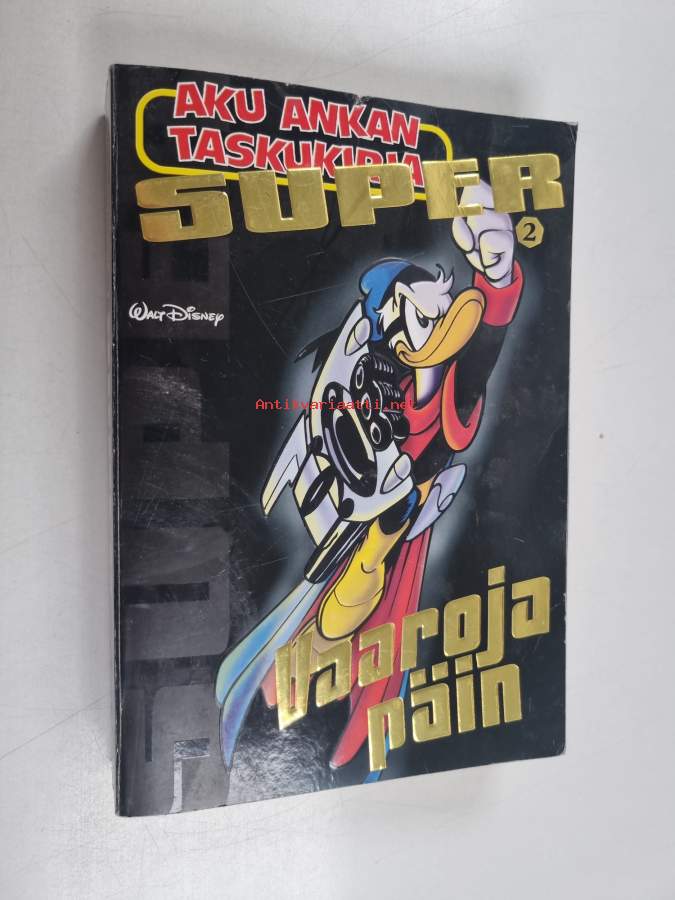 AKU ANKAN
TASKUKIRJA
SUPER
2
WALT DISNEY
Antikvariaatti.net
Vaaroja
päin
SUPER